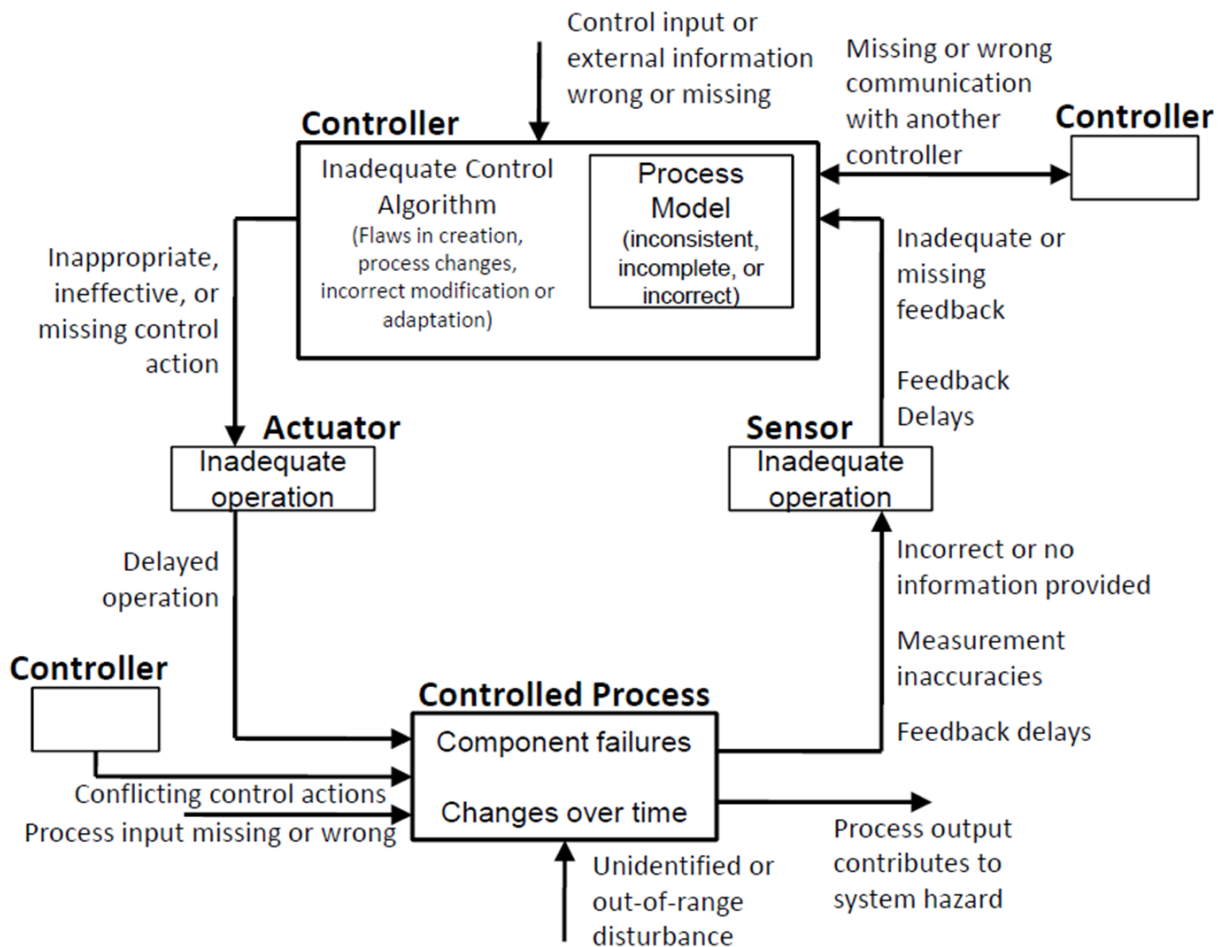 Control input or
external information
wrong or missing
Missing or wrong
communication
with another
controller
Controller
Controller
Inadequate Control
Algorithm
(Flaws in creation,
process changes,
incorrect modification or
adaptation)
Process
Model
(inconsistent,
incomplete, or
incorrect)
Inappropriate,
ineffective, or
missing control
action
Inadequate or
missing
feedback
Feedback
Delays
Actuator
Inadequate
operation
Sensor
Inadequate
operation
Delayed
operation
Incorrect or no
information provided
Measurement
inaccuracies
Feedback delays
Controller
Controlled Process
Component failures
Changes over time
Conflicting control actions
Process input missing or wrong
Unidentified or
out-of-range
disturbance
Process output
contributes to
system hazard